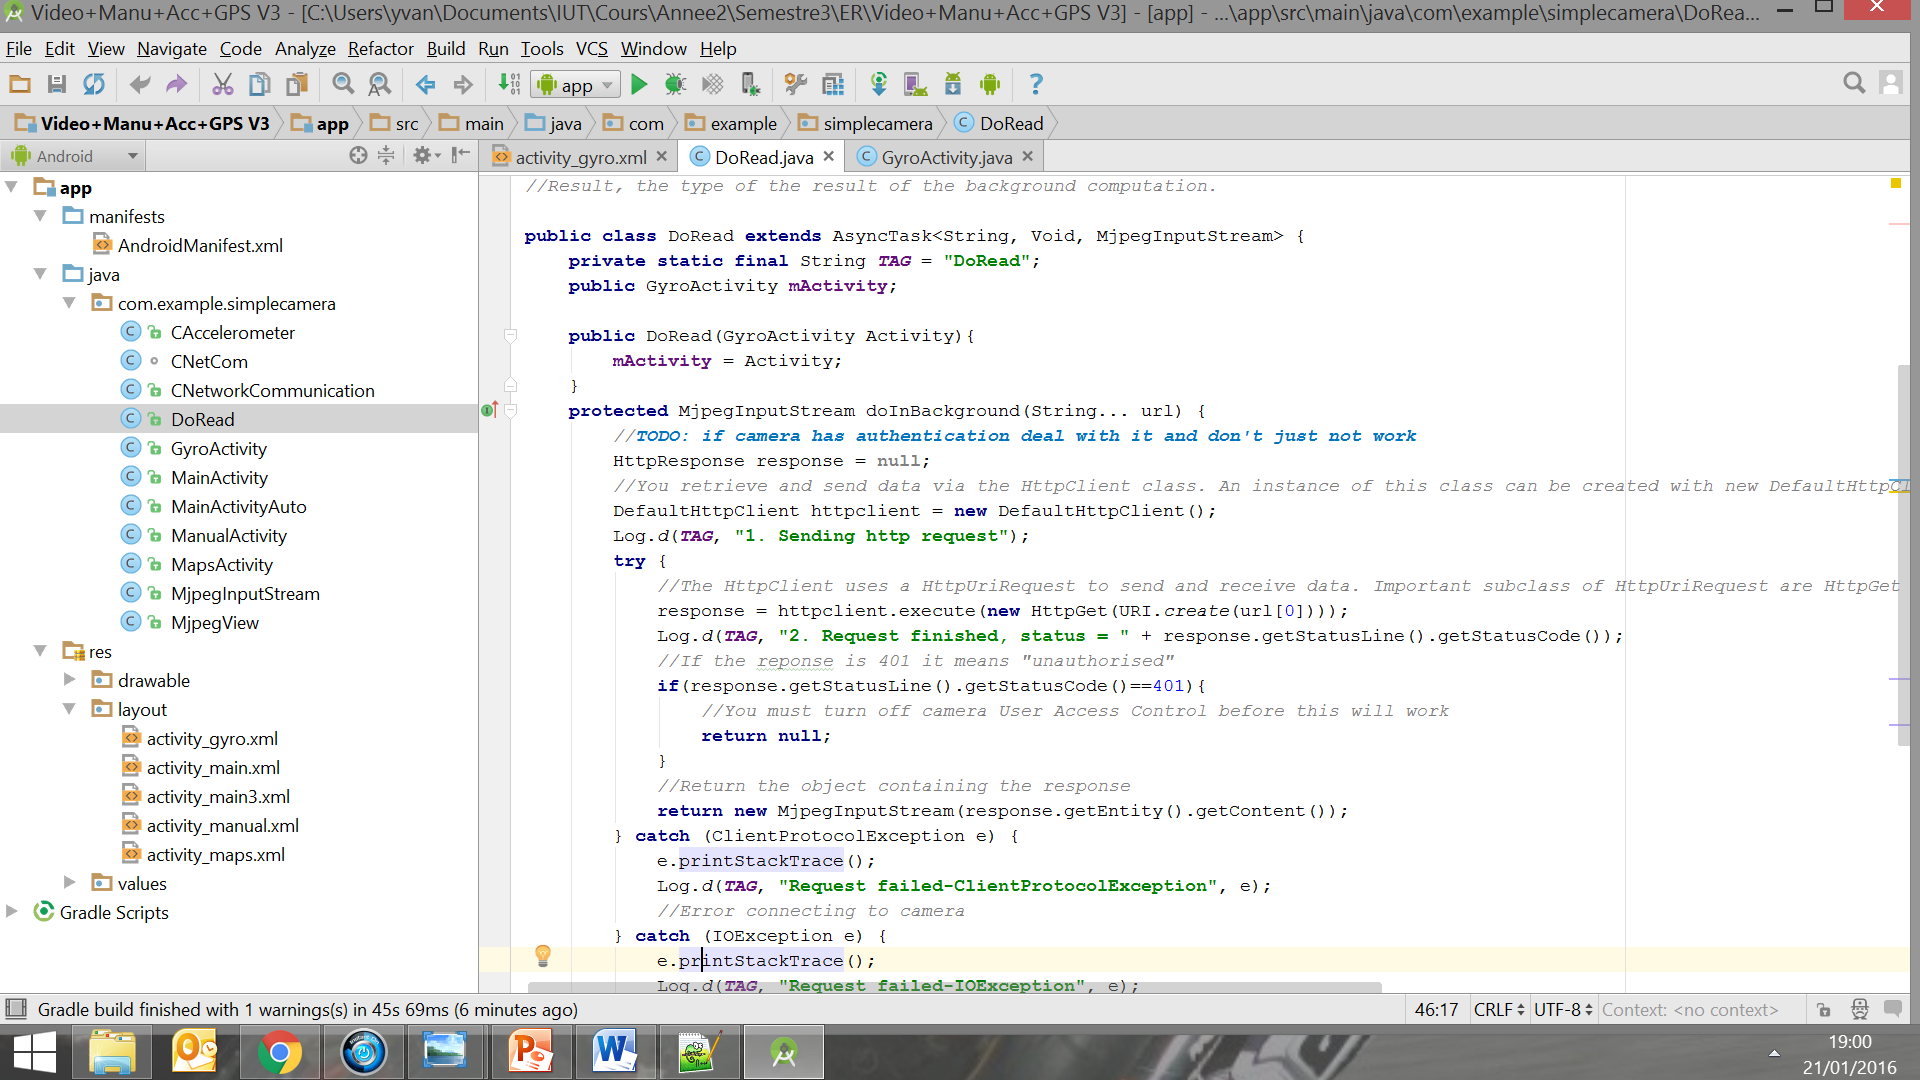 Video+Manu+Acc+GPS V3 - [C:\Users\yvan\Documents\IUT\Cours\Annee2\Semestre3\ER\Video+Manu+Acc+GPS V3] - [app] - ...\app\src\main\java\com\example\simplecamera\DoRea...
File Edit View Navigate Code Analyze Refactor Build Run Tools VCS Window Help
app
Video+Manu+Acc+GPS V3 app src main java com example simplecamera DoRead
Android
activity_gyro.xml DoRead.java GyroActivity.java
app
manifests
AndroidManifest.xml
java
com.example.simplecamera
CAccelerometer
CNetCom
CNetworkCommunication
DoRead
GyroActivity
MainActivity
MainActivityAuto
ManualActivity
MapsActivity
MjpegInputStream
MjpegView
res
drawable
layout
activity_gyro.xml
activity_main.xml
activity_main3.xml
activity_manual.xml
activity_maps.xml
values
Gradle Scripts
//Result, the type of the result of the background computation.
public class DoRead extends AsyncTask<String, Void, MjpegInputStream> {
private static final String TAG = "DoRead";
public GyroActivity mActivity;
public DoRead(GyroActivity Activity){
mActivity = Activity;
}
protected MjpegInputStream doInBackground(String... url) {
//TODO: if camera has authentication deal with it and don't just not work
HttpResponse response = null;
//You retrieve and send data via the HttpClient class. An instance of this class can be created with new DefaultHttpCl
DefaultHttpClient httpclient = new DefaultHttpClient();
Log.d(TAG, "1. Sending http request");
try {
//The HttpClient uses a HttpUriRequest to send and receive data. Important subclass of HttpUriRequest are HttpGet
response = httpclient.execute(new HttpGet(URI.create(url[0])));
Log.d(TAG, "2. Request finished, status = " + response.getStatusLine().getStatusCode());
//If the reponse is 401 it means "unauthorised"
if(response.getStatusLine().getStatusCode()==401){
//You must turn off camera User Access Control before this will work
return null;
}
//Return the object containing the response
return new MjpegInputStream(response.getEntity().getContent());
} catch (ClientProtocolException e) {
e.printStackTrace();
Log.d(TAG, "Request failed-ClientProtocolException", e);
//Error connecting to camera
} catch (IOException e) {
e.printStackTrace();
Log.d(TAG, "Request failed-IOException", e);
Gradle build finished with 1 warnings(s) in 45s 69ms (6 minutes ago)
46:17 CRLF UTF-8 Context: <no context>
19:00
21/01/2016